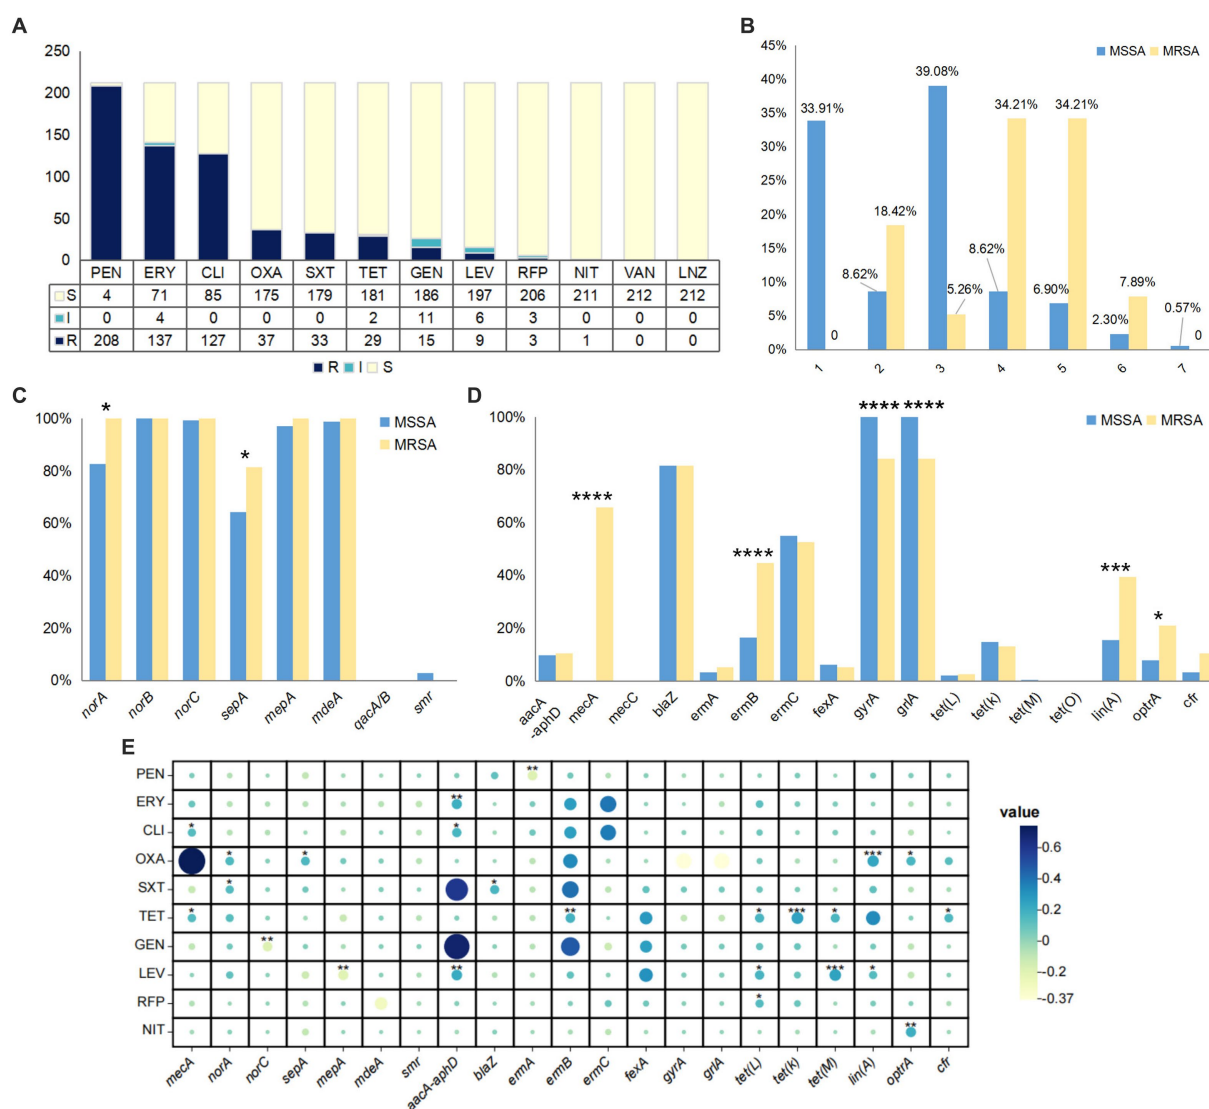 A
250
200
150
100
50
0
PEN ERY CLI OXA SXT TET GEN LEV RFP NIT VAN LNZ
S 4 71 85 175 179 181 186 197 206 211 212 212
I 0 4 0 0 0 2 11 6 3 0 0 0
R 208 137 127 37 33 29 15 9 3 1 0 0
R I S
B
MSSA MRSA
45%
40%
35%
30%
25%
20%
15%
10%
5%
0%
33.91% 0 8.62% 18.42% 39.08% 5.26% 8.62% 34.21% 6.90% 34.21% 2.30% 7.89% 0.57% 0
1 2 3 4 5 6 7
C
MSSA
MRSA
100%
80%
60%
40%
20%
0%
* *
norA norB norC sepA mepA mdeA qacA/B smr
D
MSSA MRSA
100%
80%
60%
40%
20%
0%
**** **** **** **** *** *
aacA-aphD mecA mecC blaZ ermA ermB ermC fexA gyrA grlA tet(L) tet(k) tet(M) tet(O) lin(A) optrA cfr
E
PEN **
ERY **
CLI * *
OXA * * *** *
SXT * *
TET * ** * *** * *
GEN **
LEV ** ** * *** *
RFP *
NIT **
mecA norA norC sepA mepA mdeA smr aacA-aphD blaZ ermA ermB ermC fexA gyrA grlA tet(L) tet(k) tet(M) lin(A) optrA cfr
value
0.6
0.4
0.2
0
-0.2
-0.37